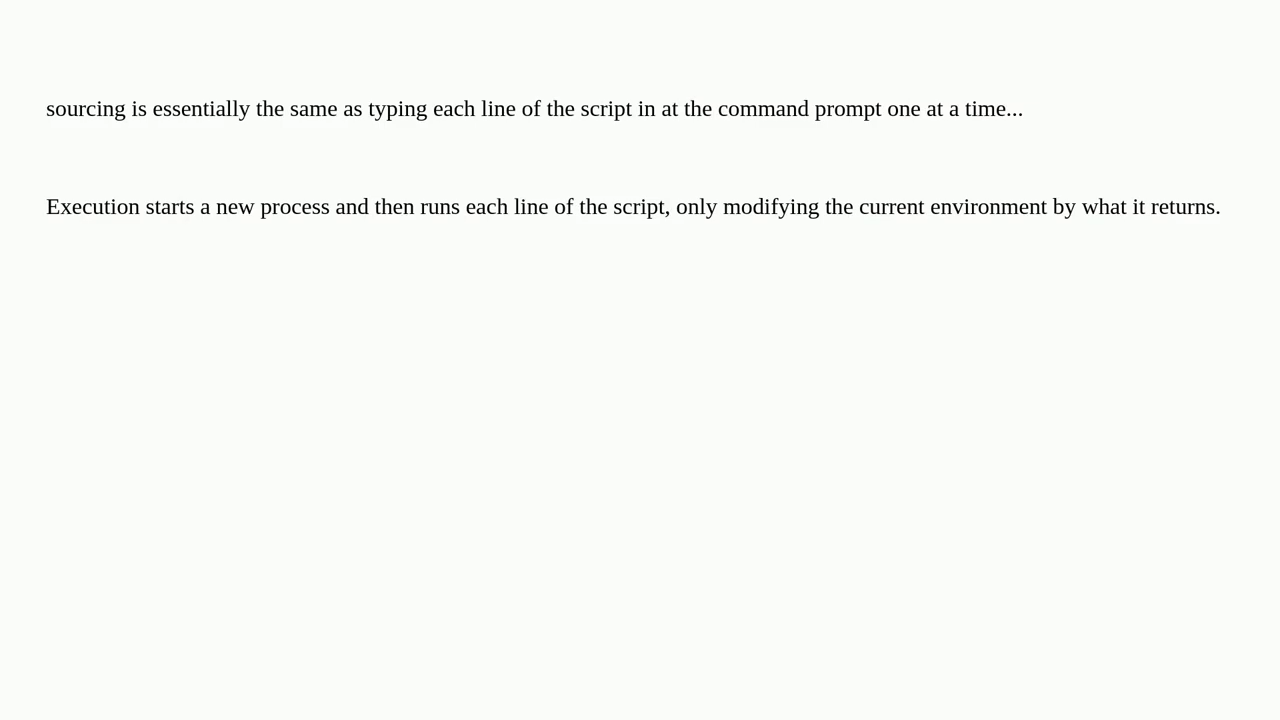 sourcing is essentially the same as typing each line of the script in at the command prompt one at a time...
Execution starts a new process and then runs each line of the script, only modifying the current environment by what it returns.